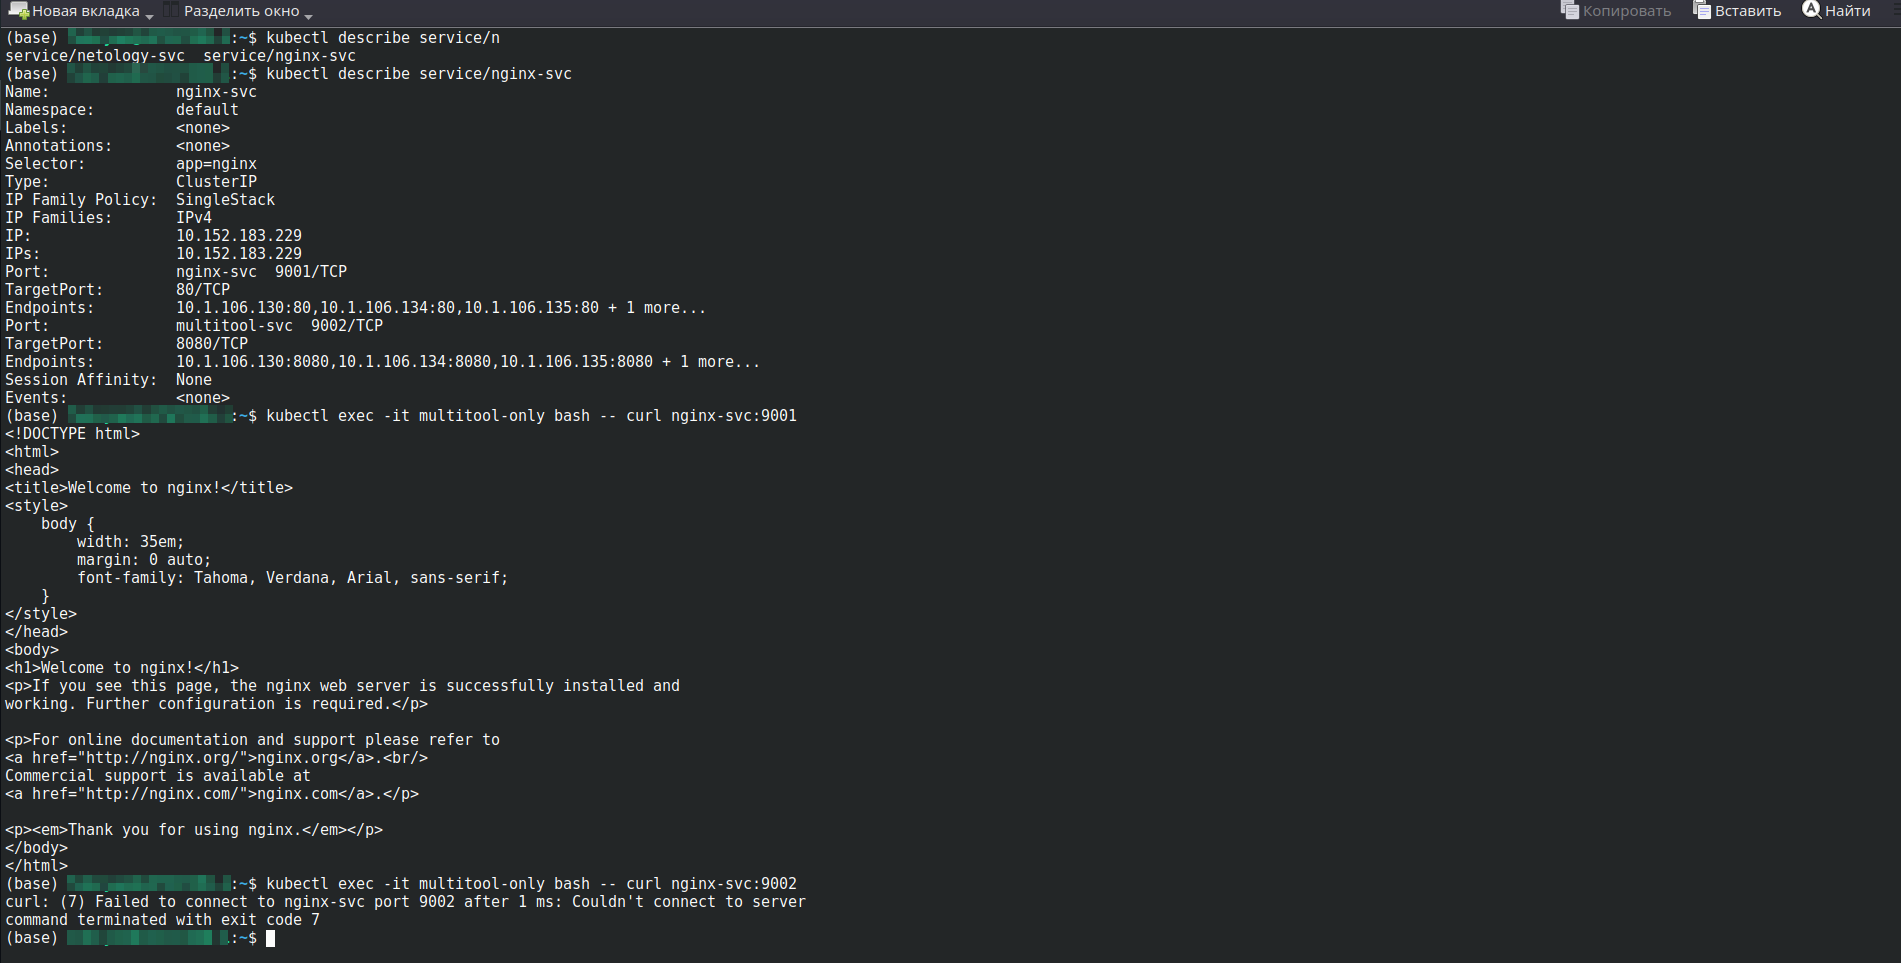 Новая вкладка Разделить окно Копировать Вставить Найти
(base) :~$ kubectl describe service/n
service/netology-svc  service/nginx-svc
(base) :~$ kubectl describe service/nginx-svc
Name:              nginx-svc
Namespace:         default
Labels:            <none>
Annotations:       <none>
Selector:          app=nginx
Type:              ClusterIP
IP Family Policy:  SingleStack
IP Families:       IPv4
IP:                10.152.183.229
IPs:               10.152.183.229
Port:              nginx-svc  9001/TCP
TargetPort:        80/TCP
Endpoints:         10.1.106.130:80,10.1.106.134:80,10.1.106.135:80 + 1 more...
Port:              multitool-svc  9002/TCP
TargetPort:        8080/TCP
Endpoints:         10.1.106.130:8080,10.1.106.134:8080,10.1.106.135:8080 + 1 more...
Session Affinity:  None
Events:            <none>
(base) :~$ kubectl exec -it multitool-only bash -- curl nginx-svc:9001
<!DOCTYPE html>
<html>
<head>
<title>Welcome to nginx!</title>
<style>
    body {
        width: 35em;
        margin: 0 auto;
        font-family: Tahoma, Verdana, Arial, sans-serif;
    }
</style>
</head>
<body>
<h1>Welcome to nginx!</h1>
<p>If you see this page, the nginx web server is successfully installed and
working. Further configuration is required.</p>

<p>For online documentation and support please refer to
<a href="http://nginx.org/">nginx.org</a>.<br/>
Commercial support is available at
<a href="http://nginx.com/">nginx.com</a>.</p>

<p><em>Thank you for using nginx.</em></p>
</body>
</html>
(base) :~$ kubectl exec -it multitool-only bash -- curl nginx-svc:9002
curl: (7) Failed to connect to nginx-svc port 9002 after 1 ms: Couldn't connect to server
command terminated with exit code 7
(base) :~$